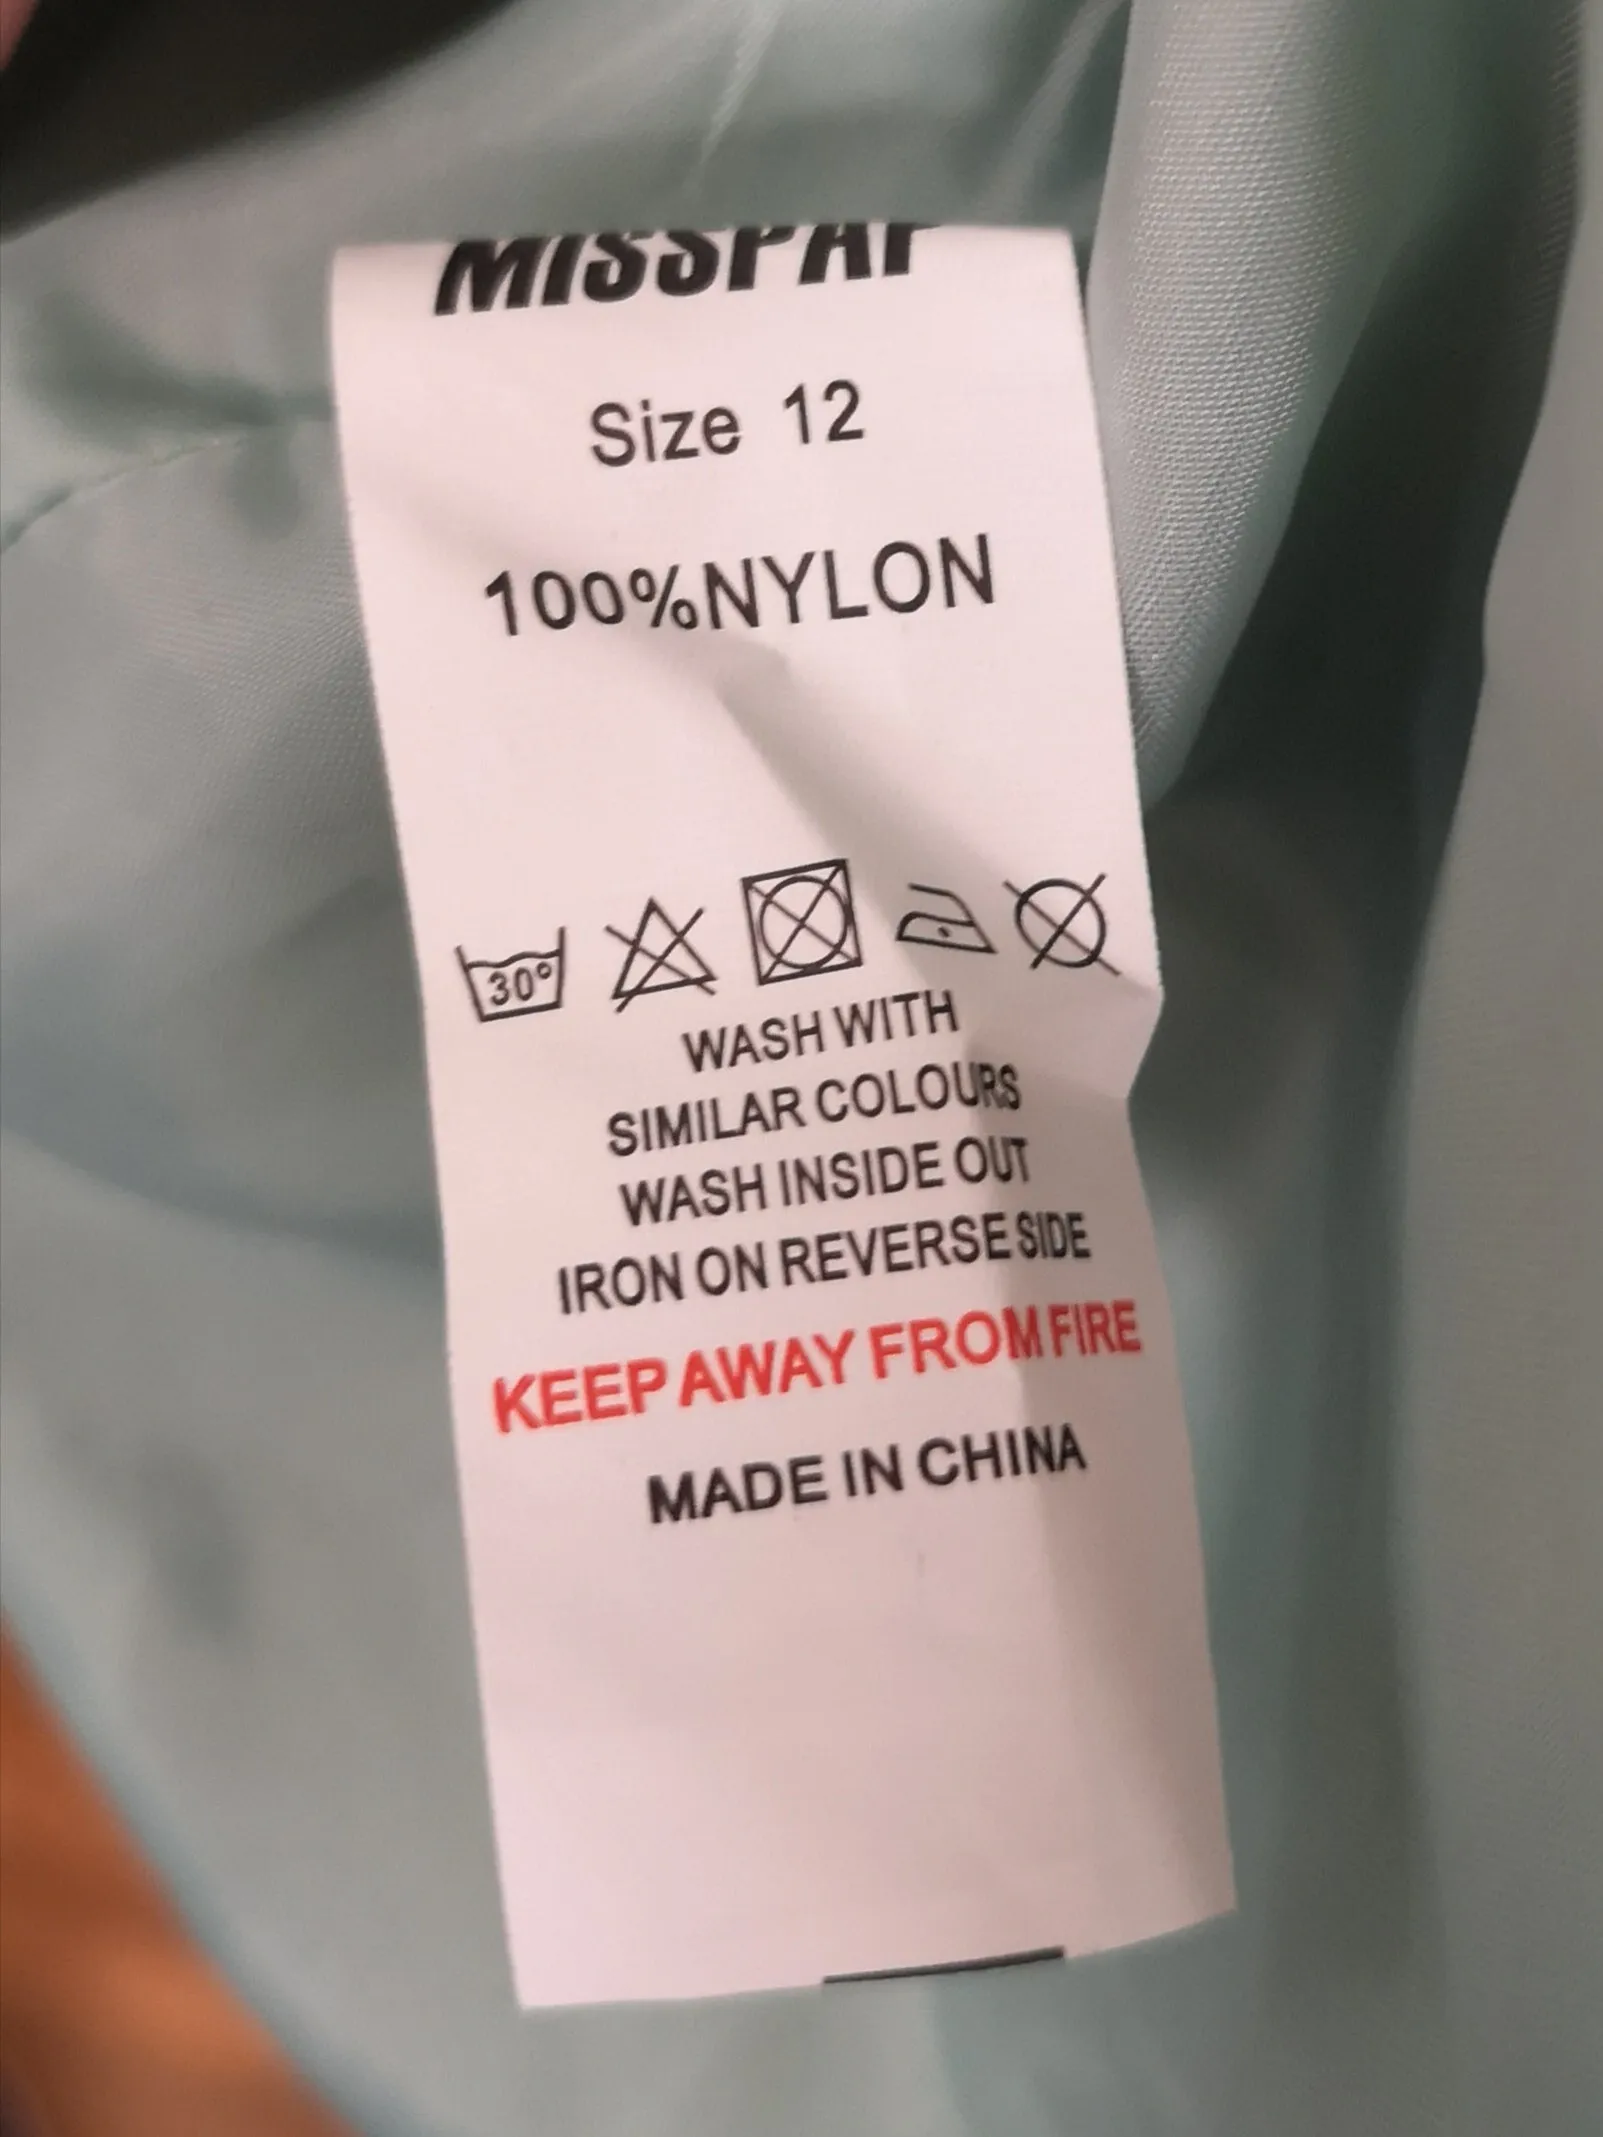 MISSPAP
Size 12
100%NYLON
30°
WASH WITH
SIMILAR COLOURS
WASH INSIDE OUT
IRON ON REVERSE SIDE
KEEP AWAY FROM FIRE
MADE IN CHINA